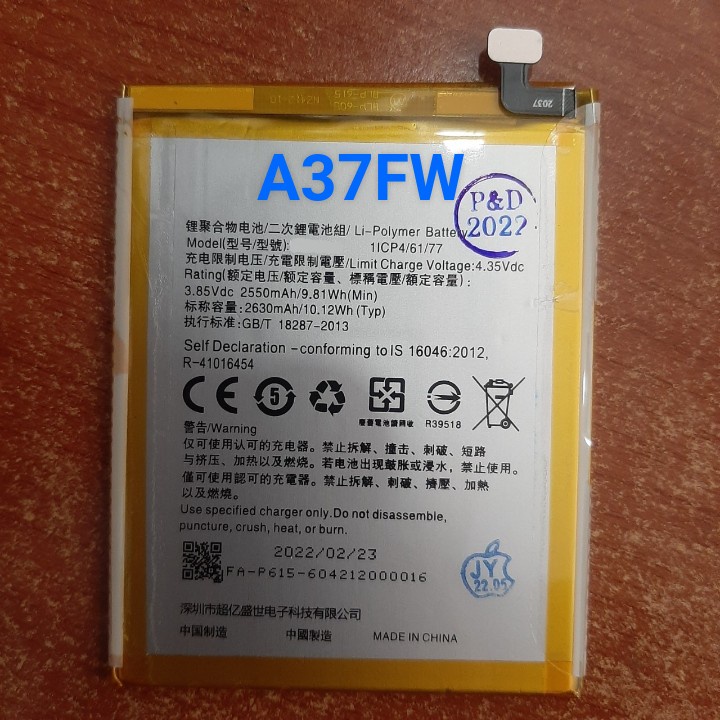 2037
A37FW
P&D
2022
锂聚合物电池/二次鋰電池組/ Li-Polymer Battery
Model(型号/型號): 1ICP4/61/77
充电限制电压/充電限制電壓/Limit Charge Voltage:4.35Vdc
Rating(额定电压/额定容量、標稱電壓/額定容量):
3.85Vdc 2550mAh/9.81Wh(Min)
标称容量:2630mAh/10.12Wh (Typ)
执行标准:GB/T 18287-2013
Self Declaration -conforming to IS 16046:2012,
R-41016454
CE 5
R39518
警告/Warning
仅可使用认可的充电器。禁止拆解、撞击、刺破、短路
与挤压、加热以及燃烧。若电池出现皷胀或浸水，禁止使用。
僅可使用認可的充電器。禁止拆解、刺破、擠壓、加熱
以及燃燒。
Use specified charger only.Do not disassemble,
puncture, crush, heat, or burn.
2022/02/23
FA-P615-604212000016
JY
22.05
深圳市超亿盛世电子科技有限公司
中国制造 中國製造 MADE IN CHINA